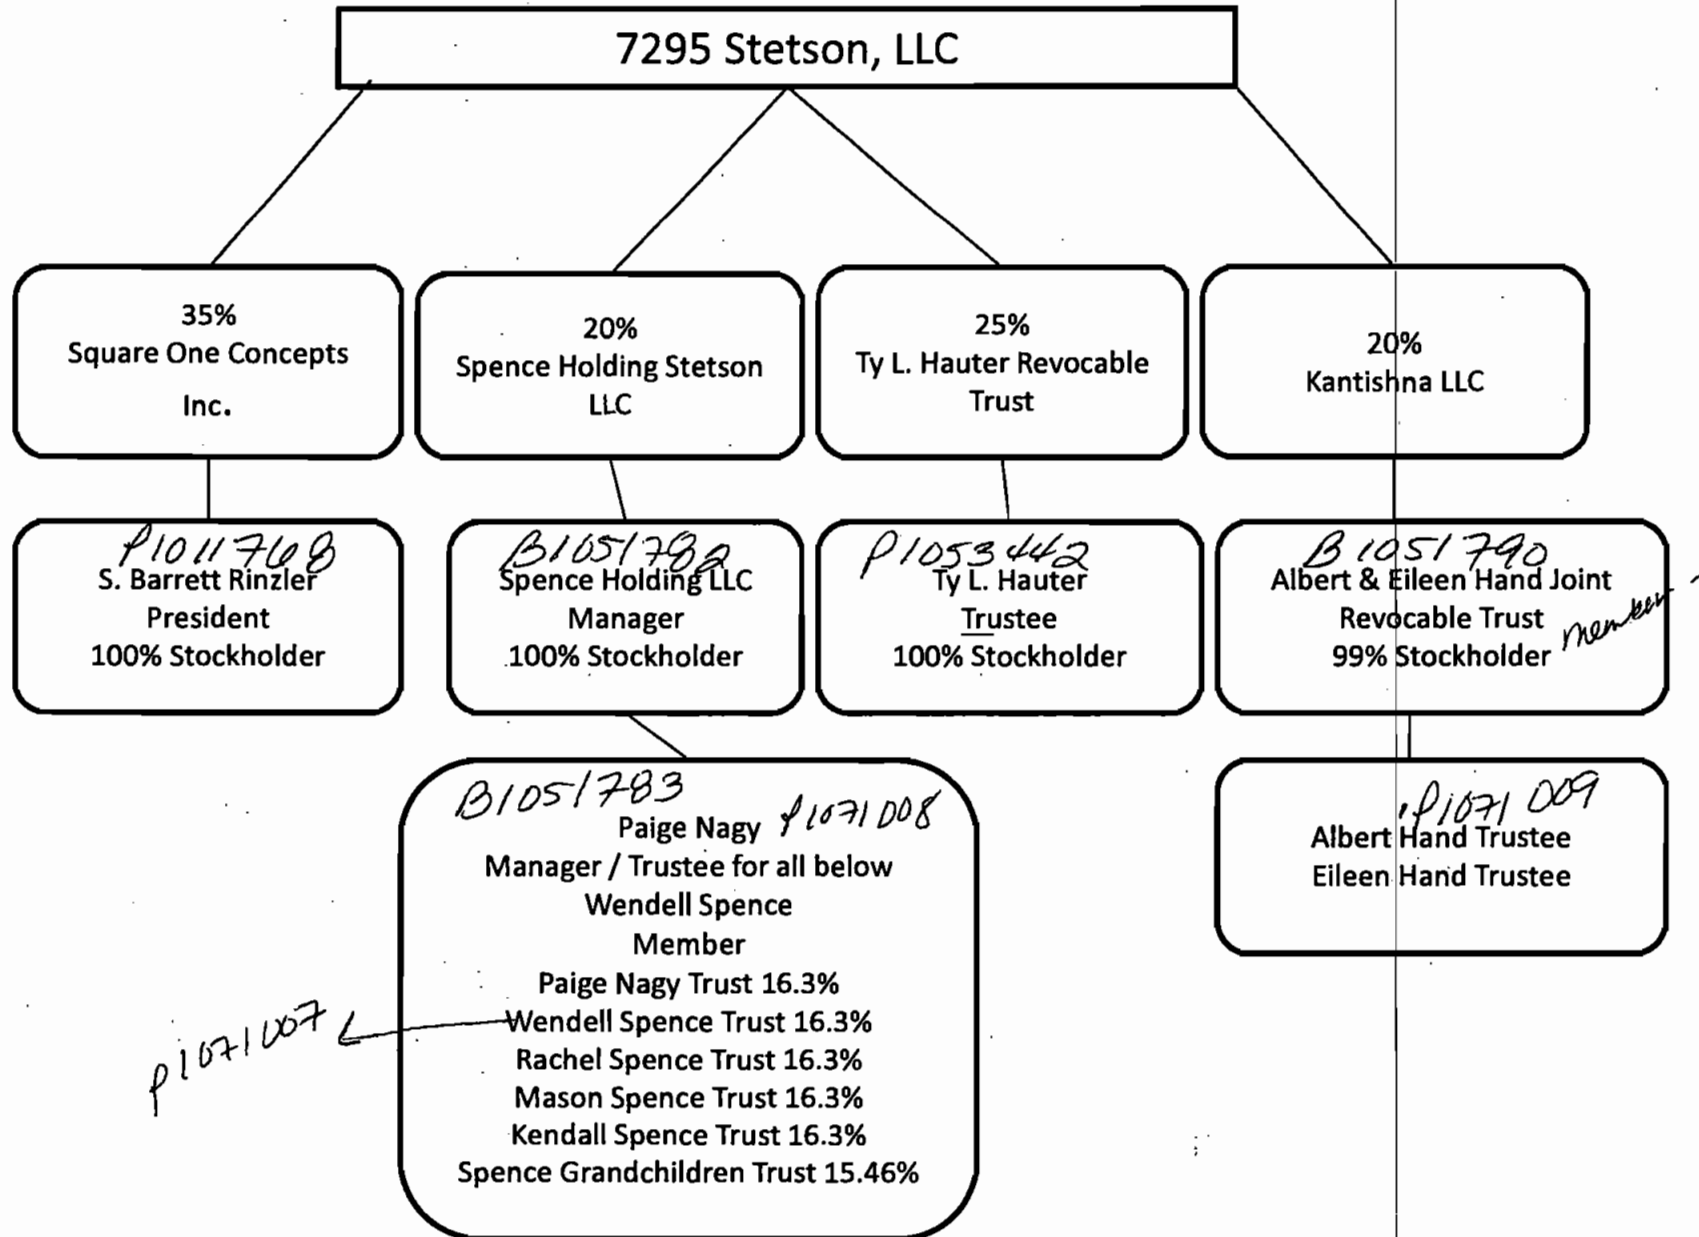 7295 Stetson, LLC
35%
Square One Concepts
Inc.
20%
Spence Holding Stetson
LLC
25%
Ty L. Hauter Revocable
Trust
20%
Kantishna LLC
P1011768
S. Barrett Rinzler
President
100% Stockholder
B1051782
Spence Holding LLC
Manager
100% Stockholder
P1053442
Ty L. Hauter
Trustee
100% Stockholder
B1051790
Albert & Eileen Hand Joint
Revocable Trust
99% Stockholder member
B1051783
Paige Nagy P1071008
Manager / Trustee for all below
Wendell Spence
Member
Paige Nagy Trust 16.3%
Wendell Spence Trust 16.3%
Rachel Spence Trust 16.3%
Mason Spence Trust 16.3%
Kendall Spence Trust 16.3%
Spence Grandchildren Trust 15.46%
P1071007
P1071009
Albert Hand Trustee
Eileen Hand Trustee